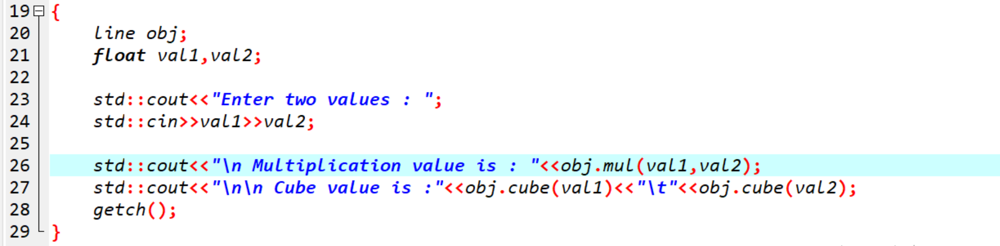 19 {
20 line obj;
21 float val1,val2;
22
23 std::cout<<"Enter two values : ";
24 std::cin>>val1>>val2;
25
26 std::cout<<"\n Multiplication value is : "<<obj.mul(val1,val2);
27 std::cout<<"\n\n Cube value is :"<<obj.cube(val1)<<"\t"<<obj.cube(val2);
28 getch();
29 }